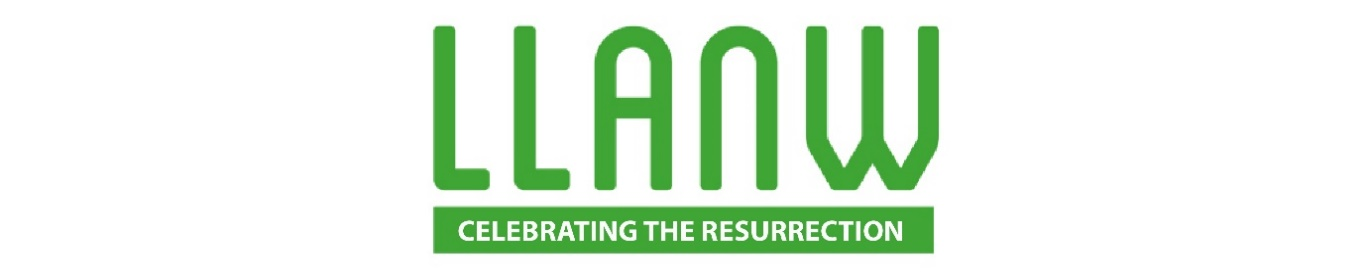 LLANW
CELEBRATING THE RESURRECTION